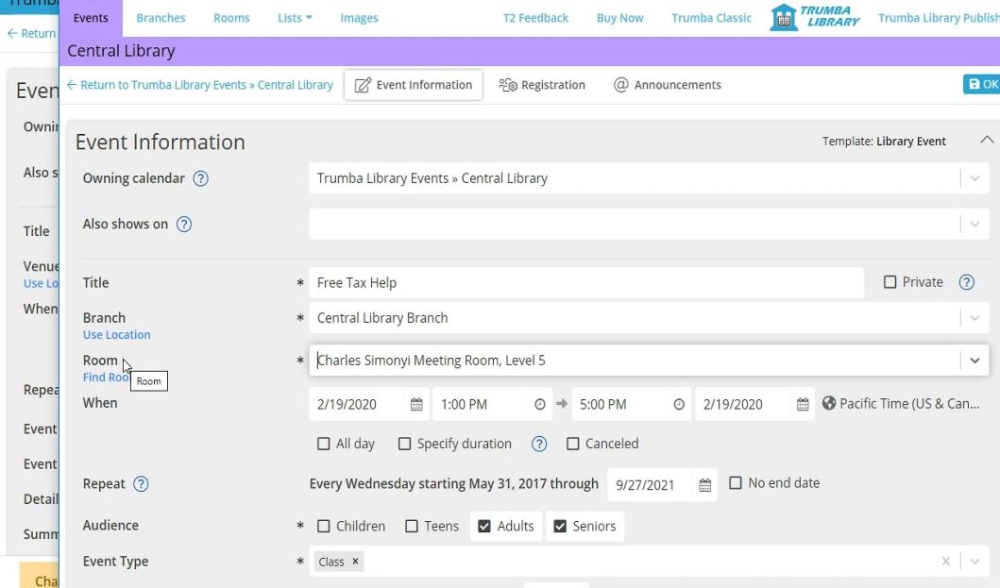 Events Branches Rooms Lists Images T2 Feedback Buy Now Trumba Classic TRUMBA LIBRARY Trumba Library Publish
Central Library
← Return
← Return to Trumba Library Events » Central Library Event Information Registration @ Announcements OK
Even
Event Information Template: Library Event
Ownin
Owning calendar ? Trumba Library Events » Central Library
Also s
Also shows on ?
Title
Title * Free Tax Help Private ?
Venue
Use Lo
Branch * Central Library Branch
Use Location
When
Room * Charles Simonyi Meeting Room, Level 5
Find Roo
Room
When 2/19/2020 1:00 PM 5:00 PM 2/19/2020 Pacific Time (US & Can...
Repea
All day Specify duration ? Canceled
Event
Event
Repeat ? Every Wednesday starting May 31, 2017 through 9/27/2021 No end date
Detail
Audience * Children Teens Adults Seniors
Summ
Event Type * Class x
Cha